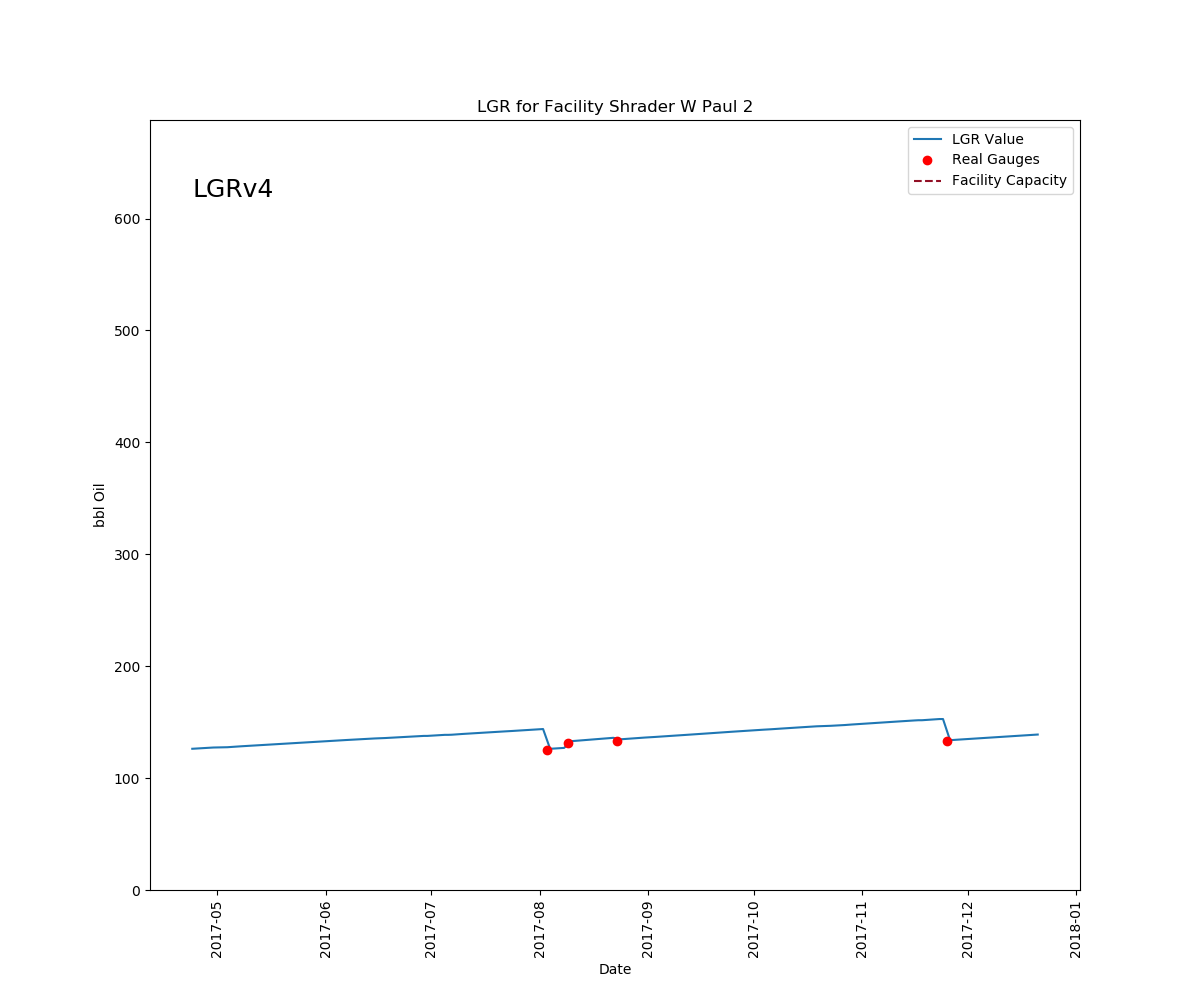 LGR for Facility Shrader W Paul 2
LGRv4
LGR Value
Real Gauges
Facility Capacity
600
500
400
300
200
100
0
bbl Oil
2017-05
2017-06
2017-07
2017-08
2017-09
2017-10
2017-11
2017-12
2018-01
Date